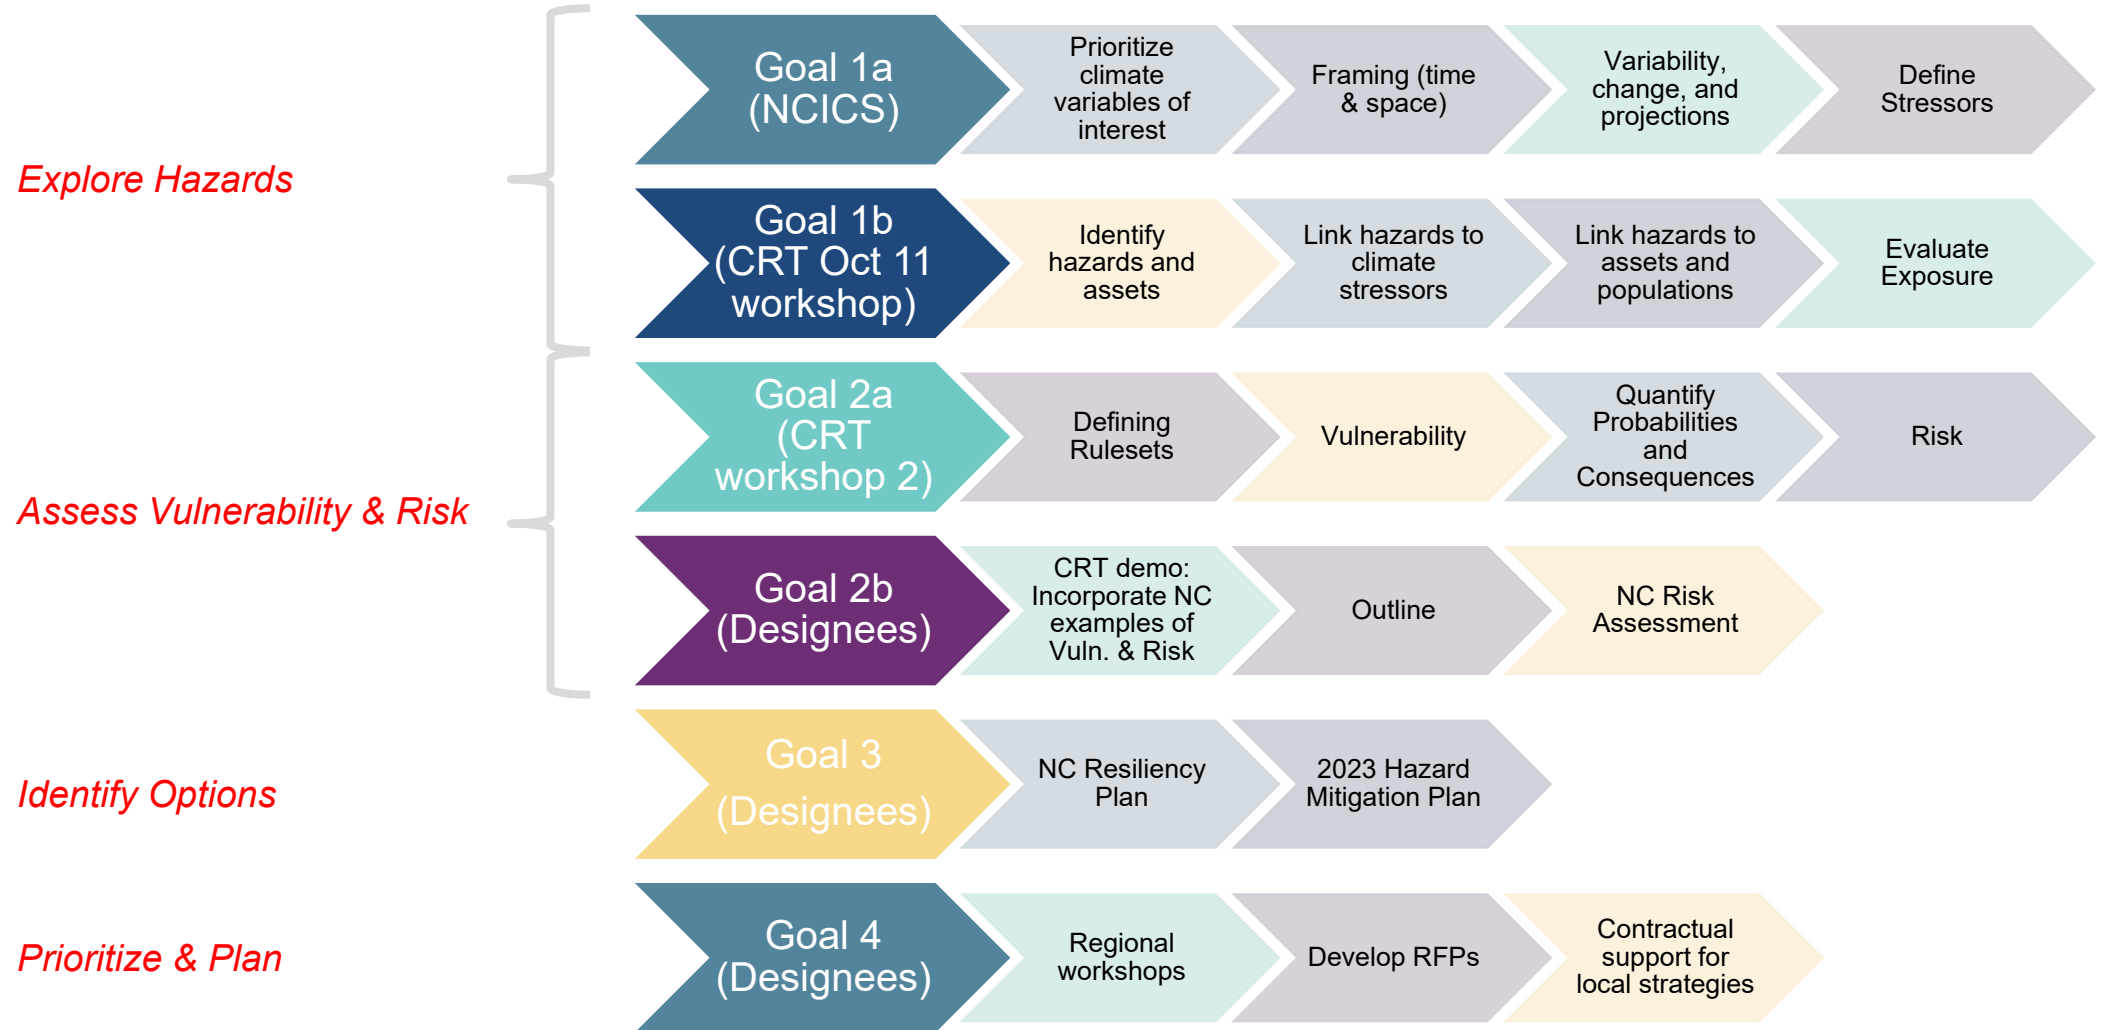 Explore Hazards
Goal 1a
(NCICS)
Prioritize
climate
variables of
interest
Framing (time
& space)
Variability,
change, and
projections
Define
Stressors
Goal 1b
(CRT Oct 11
workshop)
Identify
hazards and
assets
Link hazards to
climate
stressors
Link hazards to
assets and
populations
Evaluate
Exposure
Assess Vulnerability & Risk
Goal 2a
(CRT
workshop 2)
Defining
Rulesets
Vulnerability
Quantify
Probabilities
and
Consequences
Risk
Goal 2b
(Designees)
CRT demo:
Incorporate NC
examples of
Vuln. & Risk
Outline
NC Risk
Assessment
Identify Options
Goal 3
(Designees)
NC Resiliency
Plan
2023 Hazard
Mitigation Plan
Prioritize & Plan
Goal 4
(Designees)
Regional
workshops
Develop RFPs
Contractual
support for
local strategies